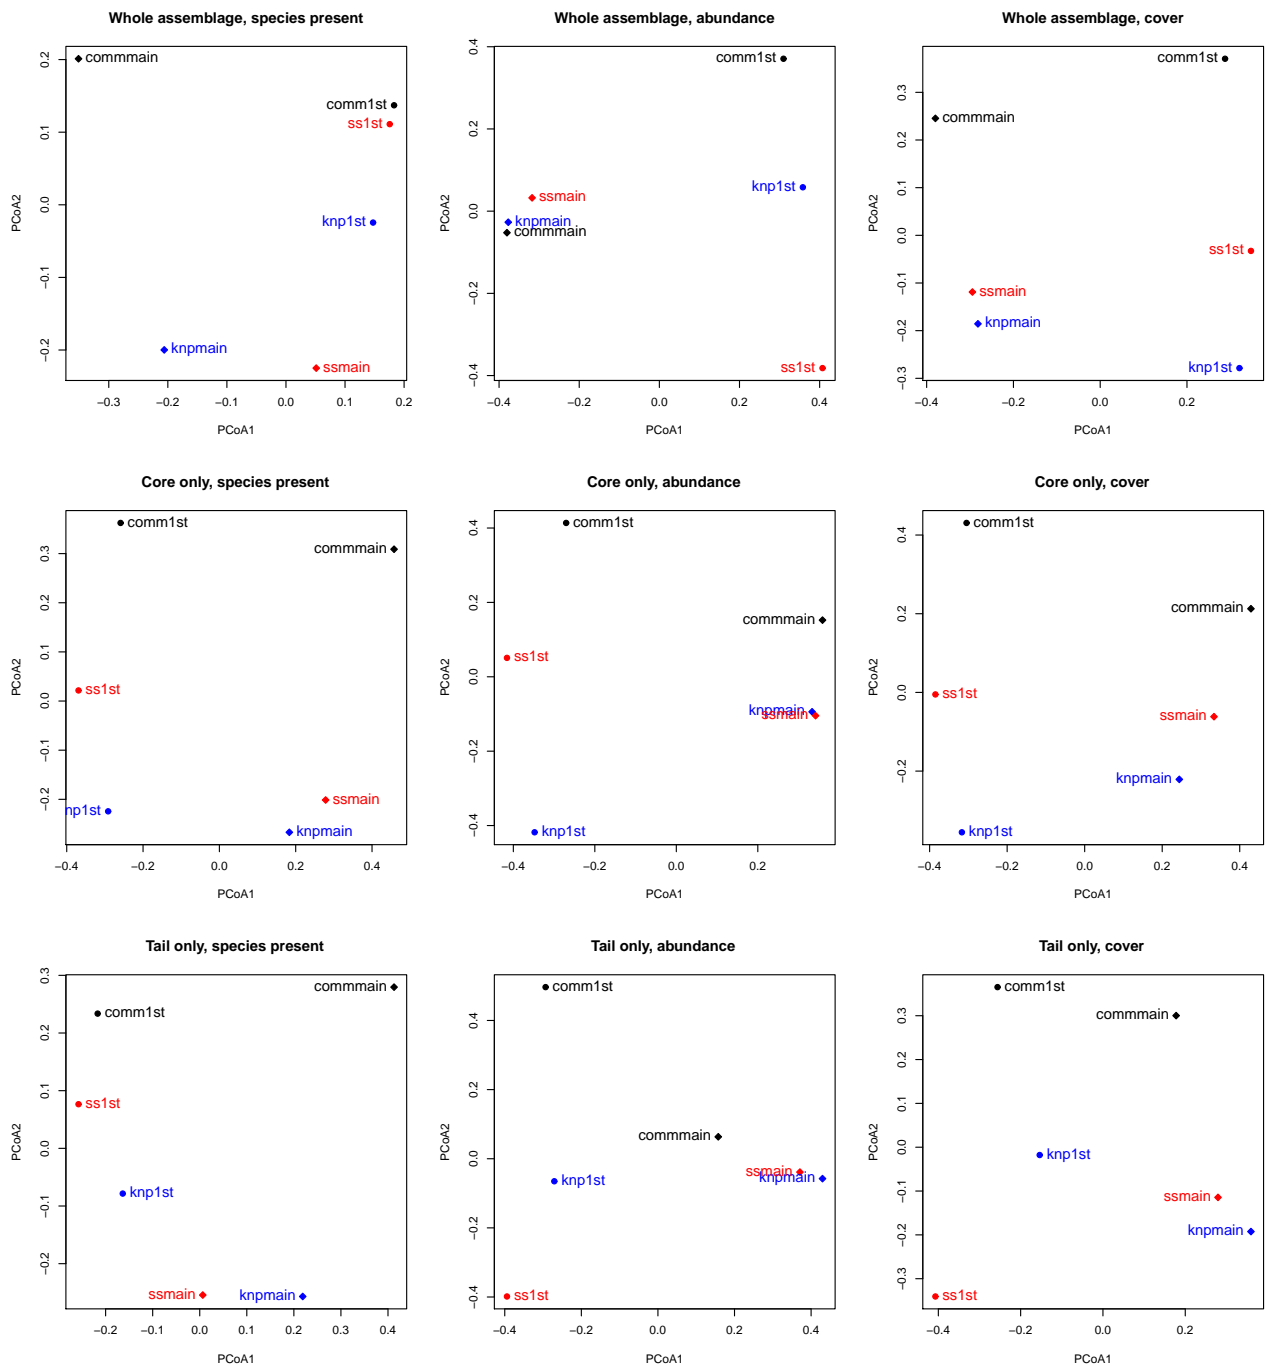 Whole assemblage, species present
0.2
0.1
0.0
−0.1
−0.2
PCoA2
commmain
comm1st
ss1st
knp1st
knpmain
ssmain
−0.3
−0.2
−0.1
0.0
0.1
0.2
PCoA1
Whole assemblage, abundance
0.4
0.2
0.0
−0.2
−0.4
PCoA2
comm1st
knp1st
ssmain
knpmain
commmain
ss1st
−0.4
−0.2
0.0
0.2
0.4
PCoA1
Whole assemblage, cover
0.3
0.2
0.1
0.0
−0.1
−0.2
−0.3
PCoA2
comm1st
commmain
ss1st
ssmain
knpmain
knp1st
−0.4
−0.2
0.0
0.2
PCoA1
Core only, species present
0.3
0.2
0.1
0.0
−0.1
−0.2
PCoA2
comm1st
commmain
ss1st
ssmain
np1st
knpmain
−0.4
−0.2
0.0
0.2
0.4
PCoA1
Core only, abundance
0.4
0.2
0.0
−0.2
−0.4
PCoA2
comm1st
commmain
ss1st
knpmain
ssmain
knp1st
−0.4
−0.2
0.0
0.2
PCoA1
Core only, cover
0.4
0.2
0.0
−0.2
PCoA2
comm1st
commmain
ss1st
ssmain
knpmain
knp1st
−0.4
−0.2
0.0
0.2
0.4
PCoA1
Tail only, species present
0.3
0.2
0.1
0.0
−0.1
−0.2
PCoA2
commmain
comm1st
ss1st
knp1st
ssmain
knpmain
−0.2
−0.1
0.0
0.1
0.2
0.3
0.4
PCoA1
Tail only, abundance
0.4
0.2
0.0
−0.2
−0.4
PCoA2
comm1st
commmain
ssmain
knpmain
knp1st
ss1st
−0.4
−0.2
0.0
0.2
0.4
PCoA1
Tail only, cover
0.3
0.2
0.1
0.0
−0.1
−0.2
−0.3
PCoA2
comm1st
commmain
knp1st
ssmain
knpmain
ss1st
−0.4
−0.2
0.0
0.2
PCoA1